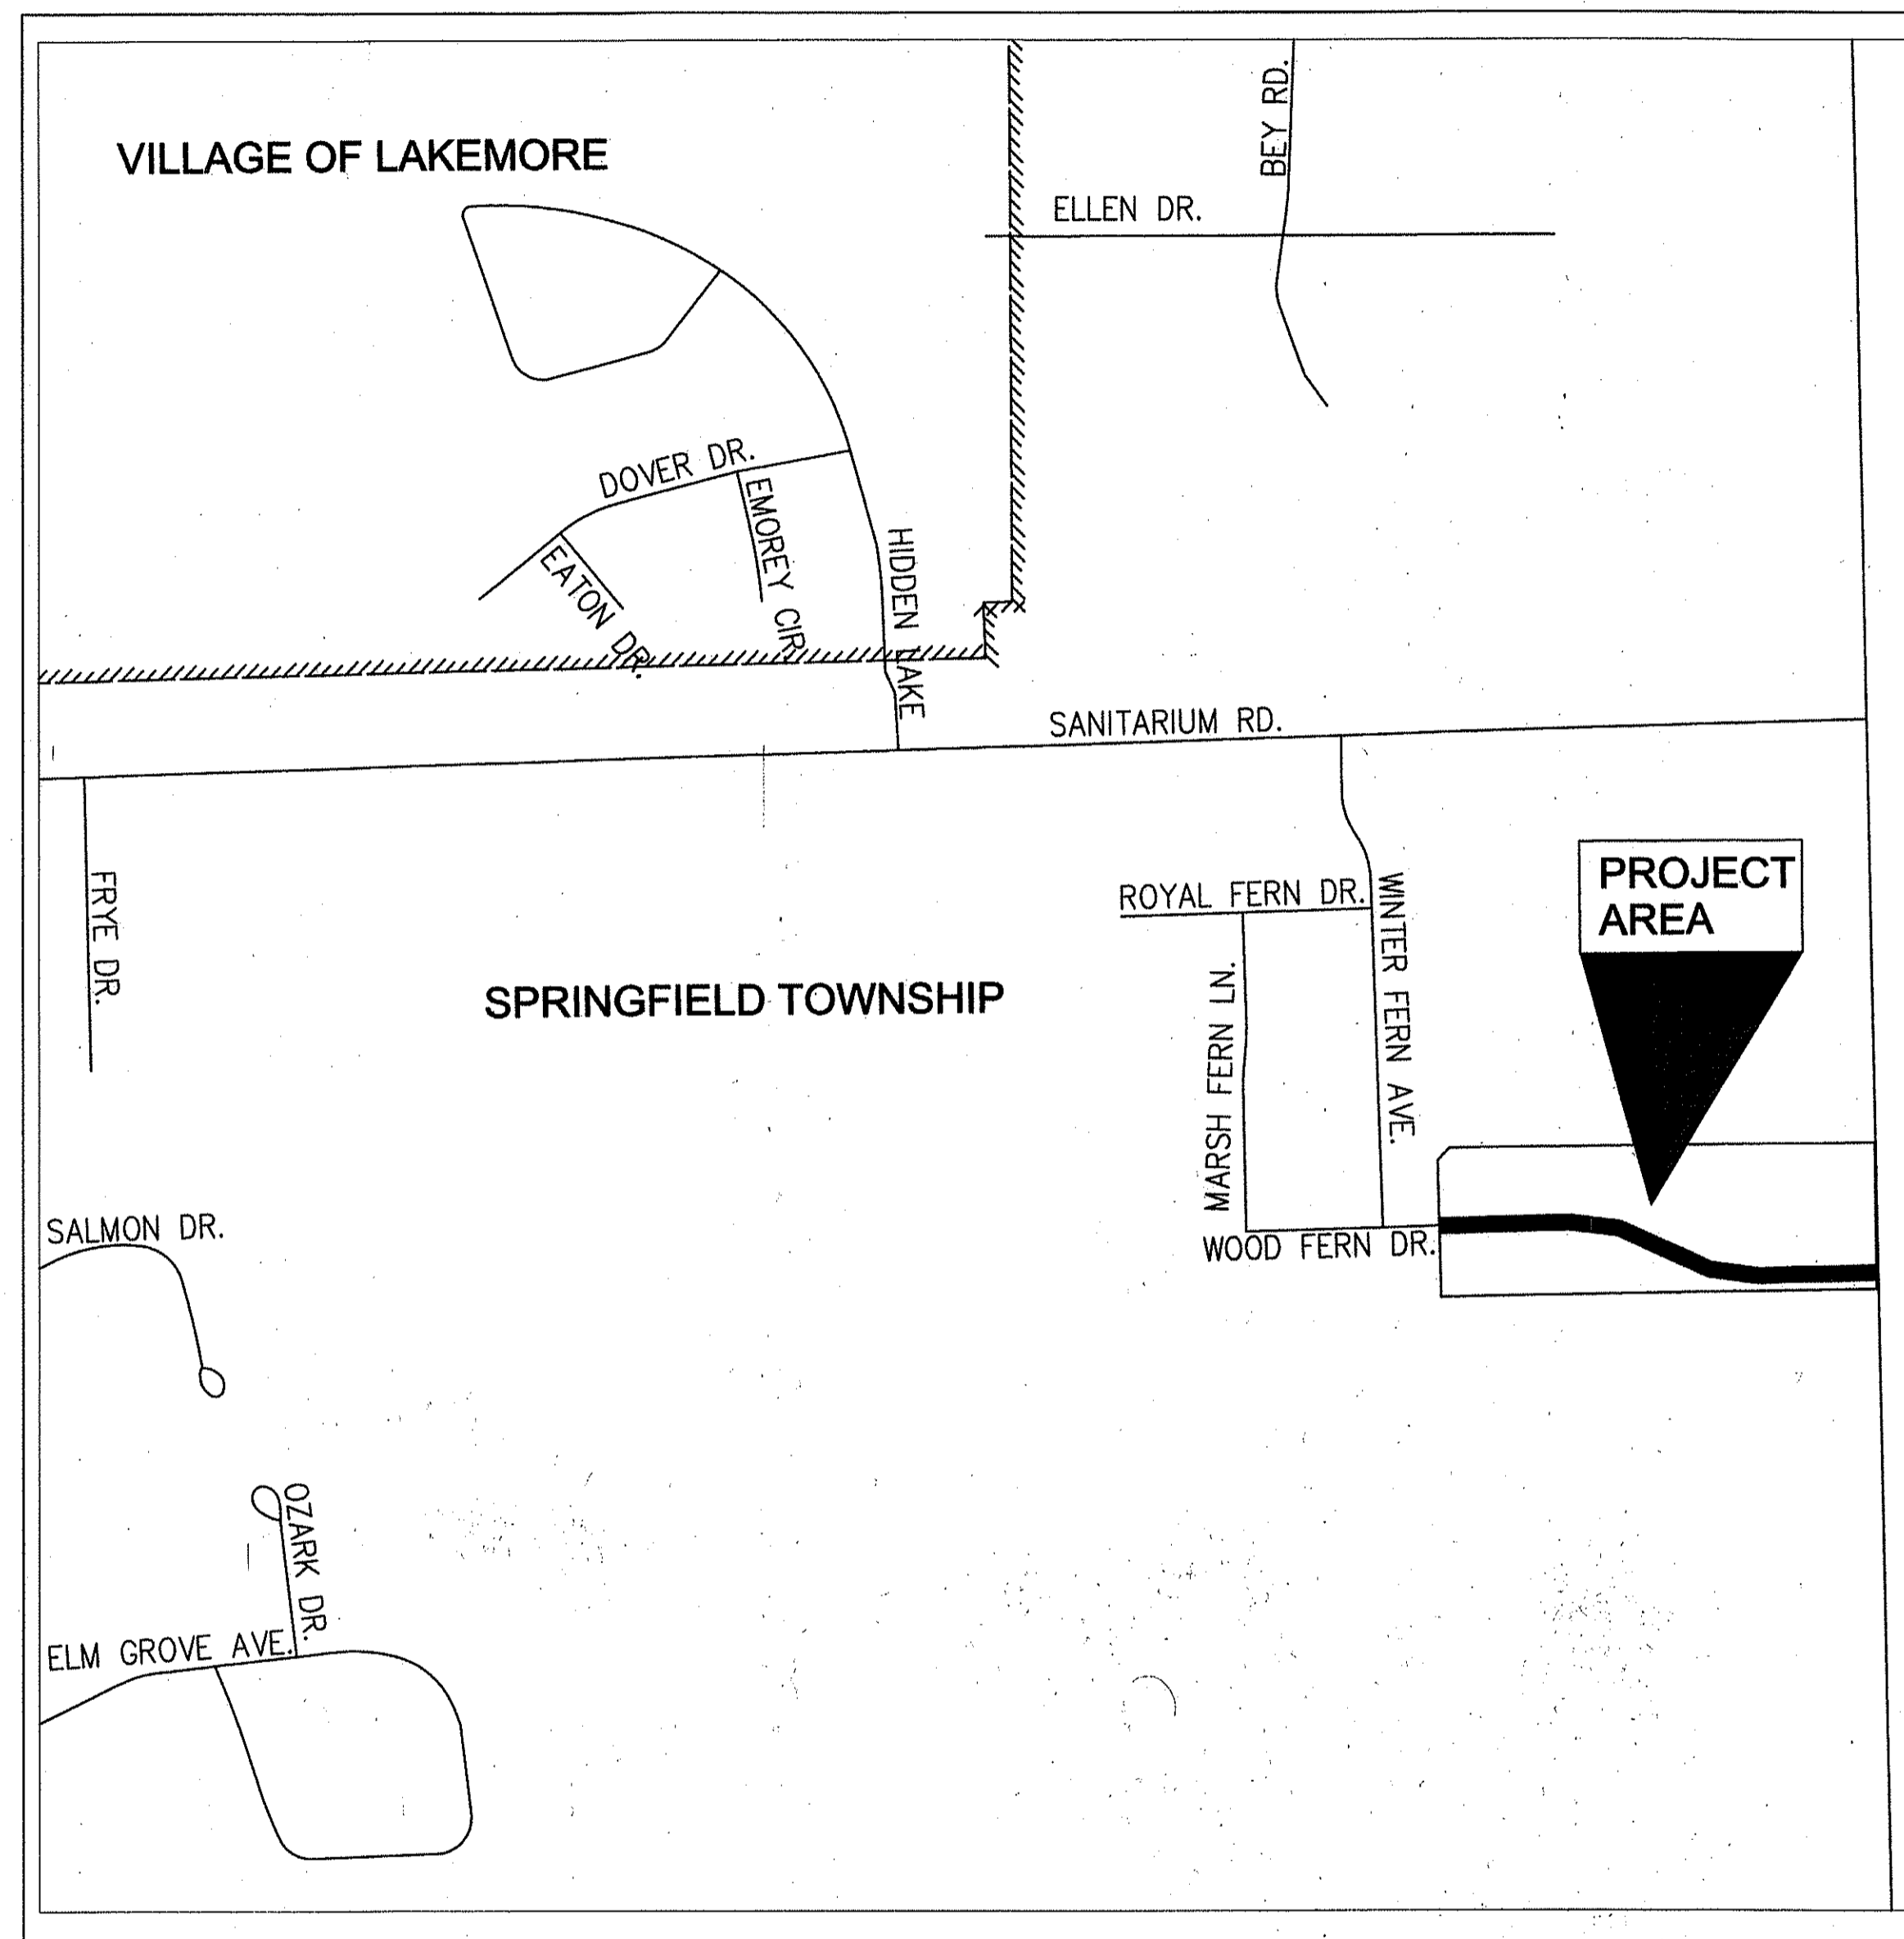 VILLAGE OF LAKEMORE
BEY RD.
ELLEN DR.
DOVER DR.
EMOREY CIR.
EATON DR.
HIDDEN LAKE
SANITARIUM RD.
FRYE DR.
ROYAL FERN DR.
WINTER FERN AVE.
PROJECT
AREA
SPRINGFIELD TOWNSHIP
MARSH FERN LN.
SALMON DR.
WOOD FERN DR.
OZARK DR.
ELM GROVE AVE.